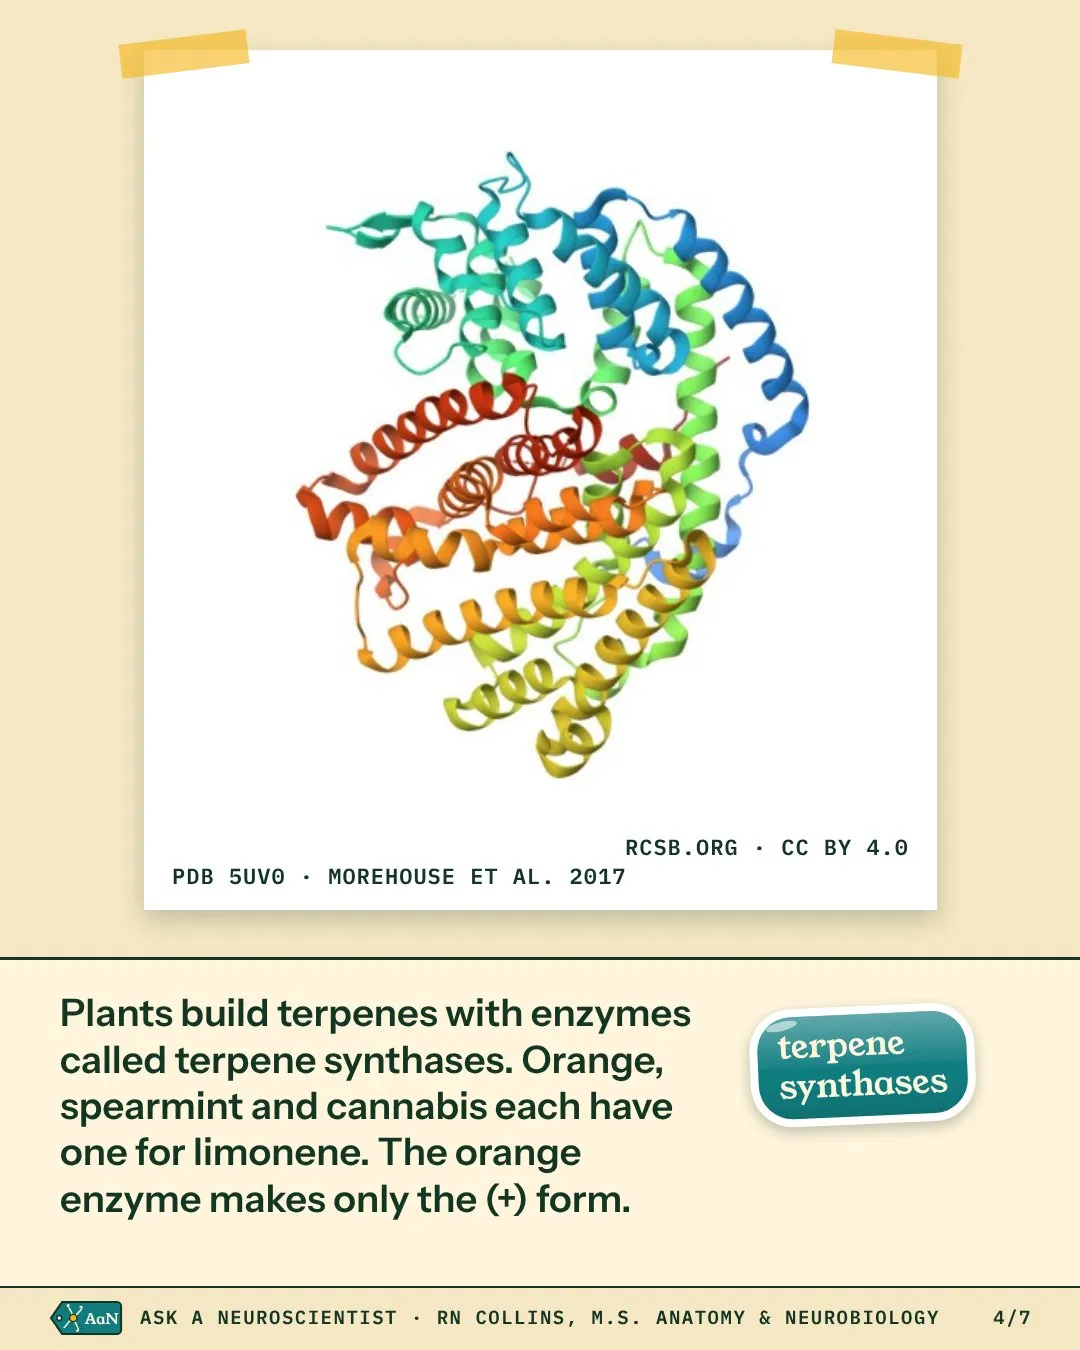 RCSB.ORG · CC BY 4.0
PDB 5UV0 · MOREHOUSE ET AL. 2017
Plants build terpenes with enzymes
called terpene synthases. Orange,
spearmint and cannabis each have
one for limonene. The orange
enzyme makes only the (+) form.
terpene
synthases
AaN ASK A NEUROSCIENTIST · RN COLLINS, M.S. ANATOMY & NEUROBIOLOGY 4/7